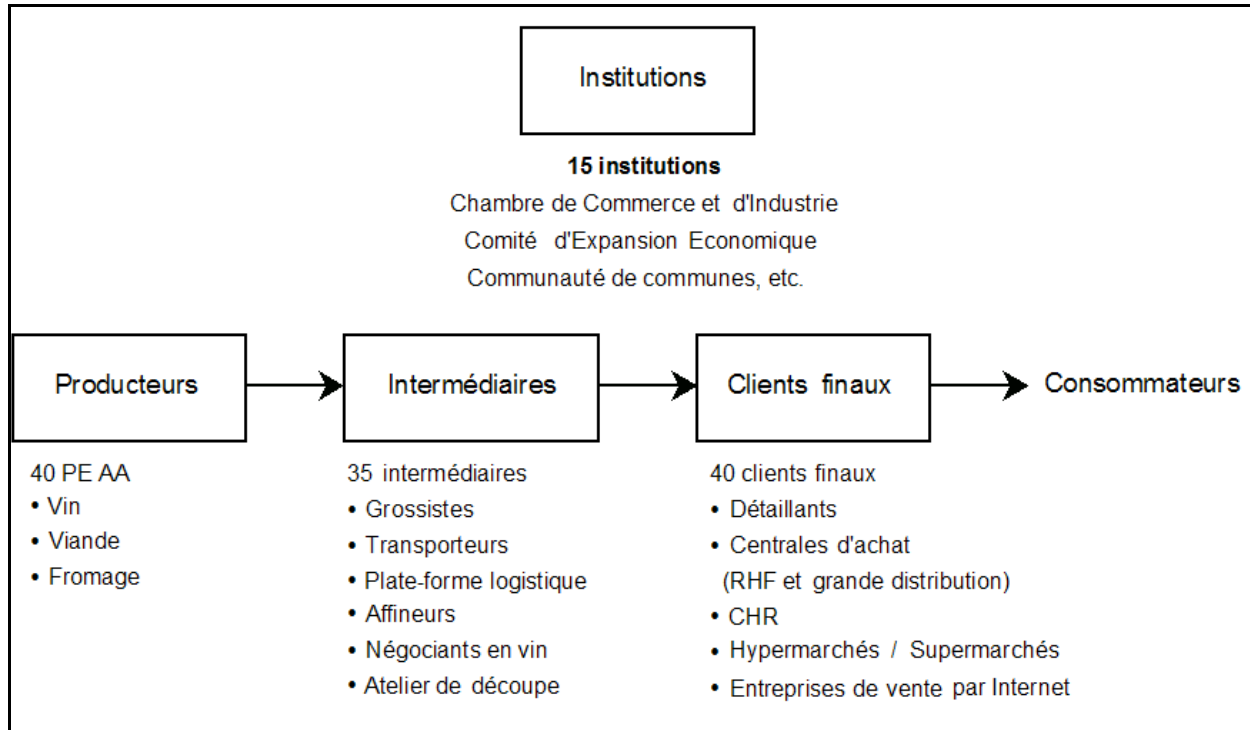 Institutions
15 institutions
Chambre de Commerce et d'Industrie
Comité d'Expansion Economique
Communauté de communes, etc.
Producteurs
Intermédiaires
Clients finaux
Consommateurs
40 PE AA
• Vin
• Viande
• Fromage
35 intermédiaires
• Grossistes
• Transporteurs
• Plate-forme logistique
• Affineurs
• Négociants en vin
• Atelier de découpe
40 clients finaux
• Détaillants
• Centrales d'achat
(RHF et grande distribution)
• CHR
• Hypermarchés / Supermarchés
• Entreprises de vente par Internet